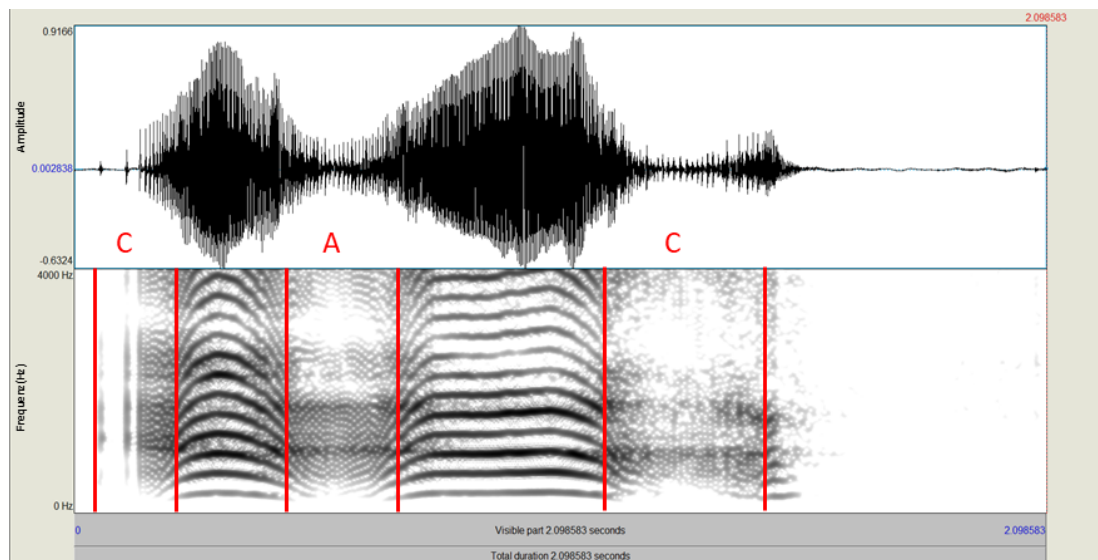 2.098583
0.9166
Amplitude
0.002838
C A C
-0.6324
4000 Hz
Frequenz (Hz)
0 Hz
0 Visible part 2.098583 seconds 2.098583
Total duration 2.098583 seconds